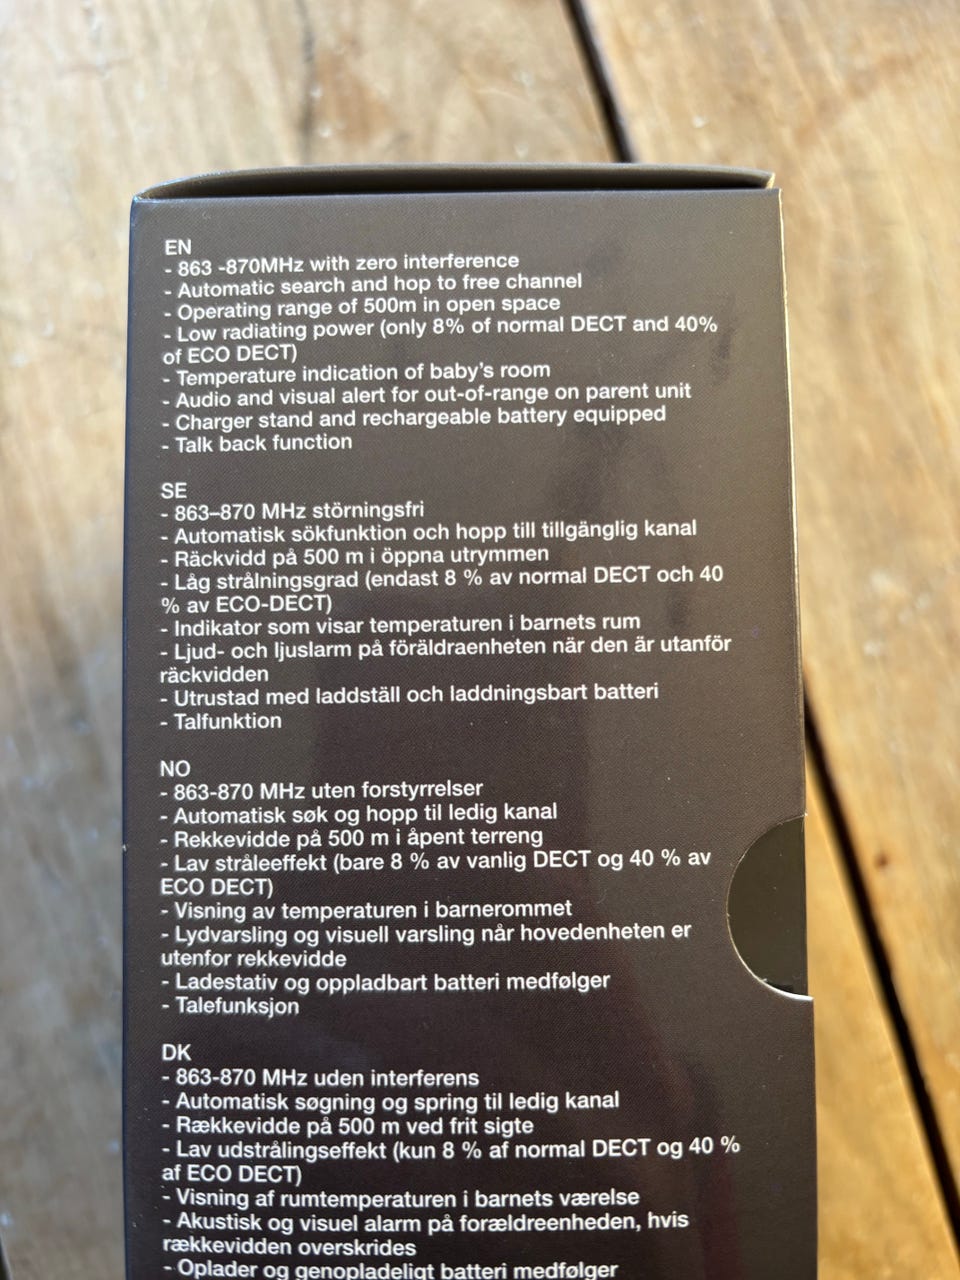 EN
- 863 -870MHz with zero interference
- Automatic search and hop to free channel
- Operating range of 500m in open space
- Low radiating power (only 8% of normal DECT and 40%
of ECO DECT)
- Temperature indication of baby's room
- Audio and visual alert for out-of-range on parent unit
- Charger stand and rechargeable battery equipped
- Talk back function
SE
- 863–870 MHz störningsfri
- Automatisk sökfunktion och hopp till tillgänglig kanal
- Räckvidd på 500 m i öppna utrymmen
- Låg strålningsgrad (endast 8 % av normal DECT och 40
% av ECO-DECT)
- Indikator som visar temperaturen i barnets rum
- Ljud- och ljuslarm på föräldraenheten när den är utanför
räckvidden
- Utrustad med laddställ och laddningsbart batteri
- Talfunktion
NO
- 863-870 MHz uten forstyrrelser
- Automatisk søk og hopp til ledig kanal
- Rekkevidde på 500 m i åpent terreng
- Lav stråleeffekt (bare 8 % av vanlig DECT og 40 % av
ECO DECT)
- Visning av temperaturen i barnerommet
- Lydvarsling og visuell varsling når hovedenheten er
utenfor rekkevidde
- Ladestativ og oppladbart batteri medfølger
- Talefunksjon
DK
- 863-870 MHz uden interferens
- Automatisk søgning og spring til ledig kanal
- Rækkevidde på 500 m ved frit sigte
- Lav udstrålingseffekt (kun 8 % af normal DECT og 40 %
af ECO DECT)
- Visning af rumtemperaturen i barnets værelse
- Akustisk og visuel alarm på forældreenheden, hvis
rækkevidden overskrides
- Oplader og genopladeligt batteri medfølger